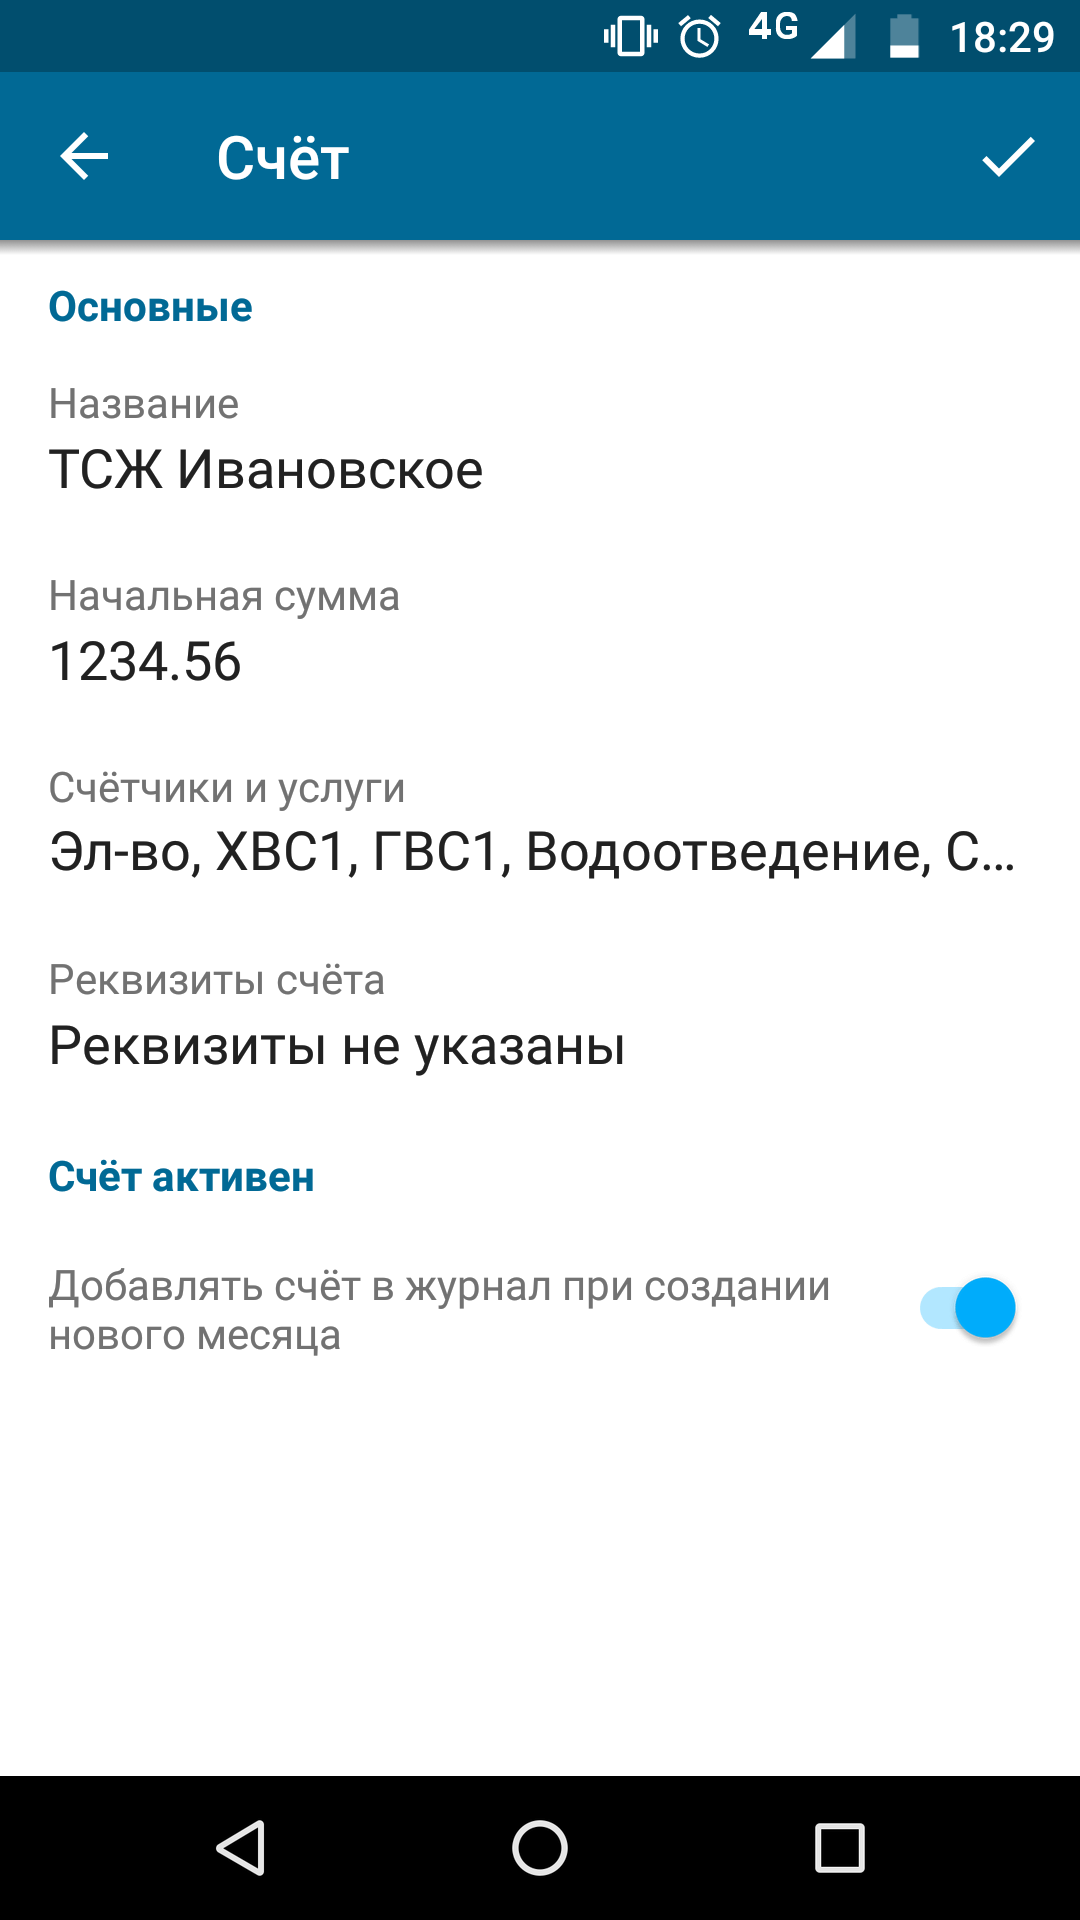 4G 18:29
Счёт
Основные
Название
ТСЖ Ивановское
Начальная сумма
1234.56
Счётчики и услуги
Эл-во, ХВС1, ГВС1, Водоотведение, С...
Реквизиты счёта
Реквизиты не указаны
Счёт активен
Добавлять счёт в журнал при создании
нового месяца